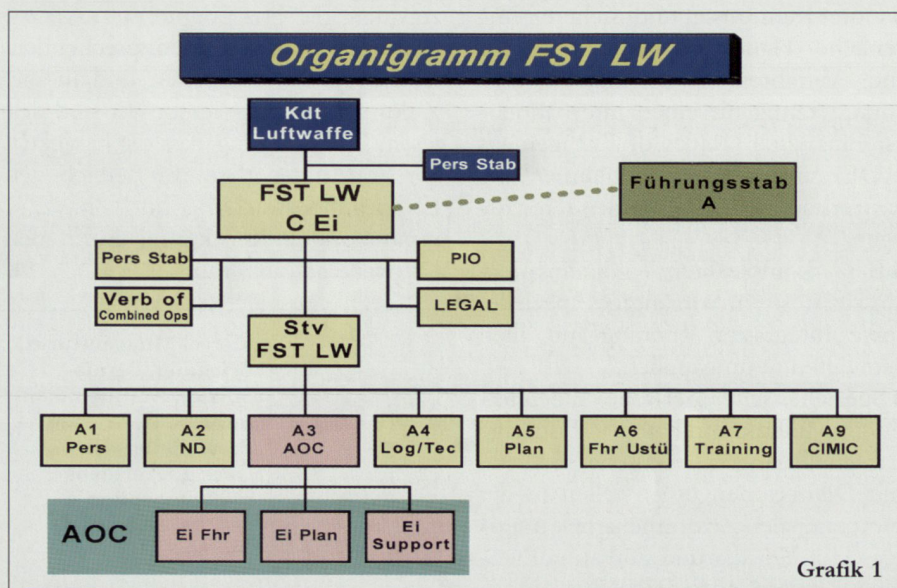 Organigramm FST LW
Kdt
Luftwaffe
Pers Stab
FST LW
C Ei
Führungsstab
A
Pers Stab
PIO
Verb of
Combined Ops
LEGAL
Stv
FST LW
A1
Pers
A2
ND
A3
AOC
A4
Log/Tec
A5
Plan
A6
Fhr Ustü
A7
Training
A9
CIMIC
AOC
Ei Fhr
Ei Plan
Ei
Support
Grafik 1